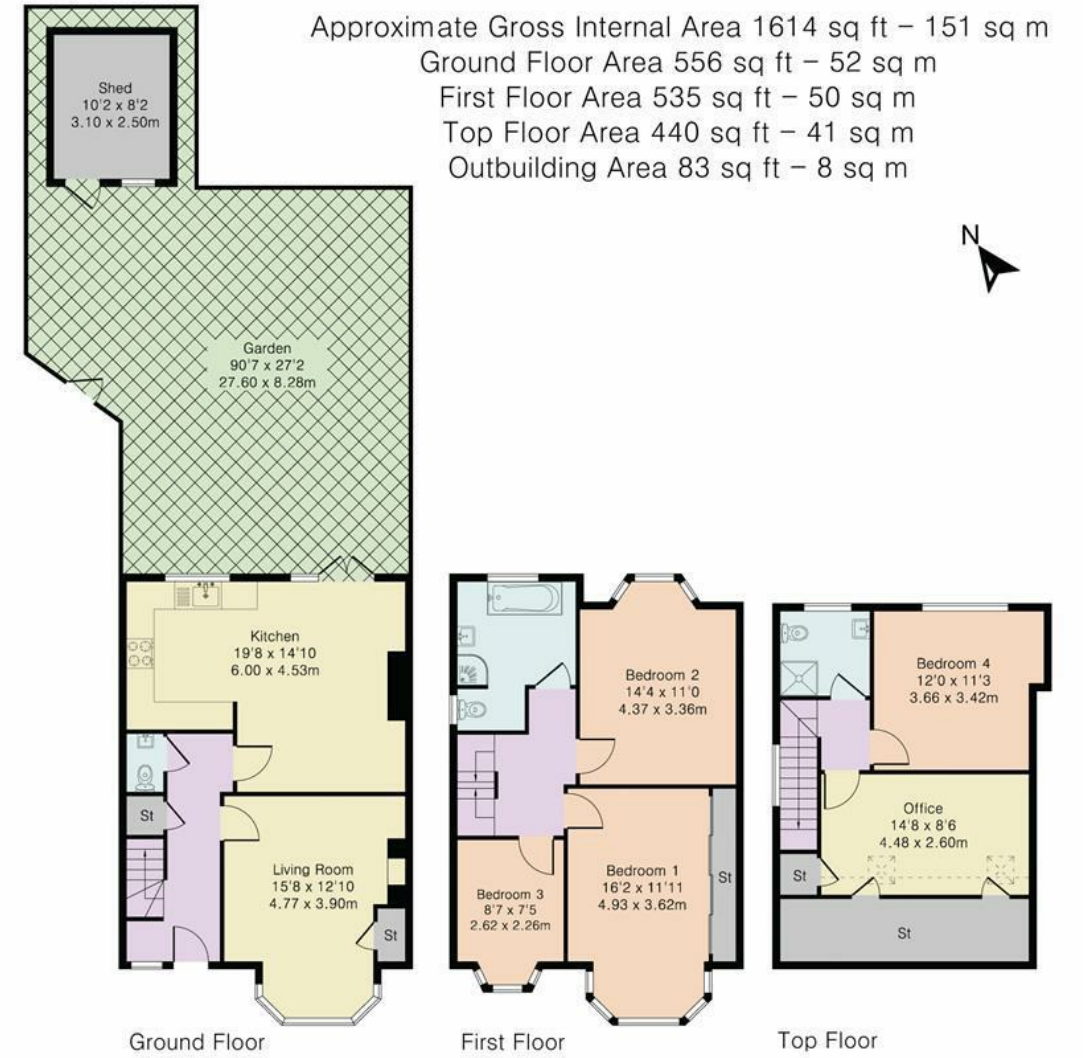 Approximate Gross Internal Area 1614 sq ft – 151 sq m
Ground Floor Area 556 sq ft – 52 sq m
First Floor Area 535 sq ft – 50 sq m
Top Floor Area 440 sq ft – 41 sq m
Outbuilding Area 83 sq ft – 8 sq m
N
Shed
10'2 x 8'2
3.10 x 2.50m
Garden
90'7 x 27'2
27.60 x 8.28m
Kitchen
19'8 x 14'10
6.00 x 4.53m
St
Living Room
15'8 x 12'10
4.77 x 3.90m
St
Ground Floor
Bedroom 2
14'4 x 11'0
4.37 x 3.36m
Bedroom 1
16'2 x 11'11
4.93 x 3.62m
St
Bedroom 3
8'7 x 7'5
2.62 x 2.26m
First Floor
Bedroom 4
12'0 x 11'3
3.66 x 3.42m
Office
14'8 x 8'6
4.48 x 2.60m
St
St
Top Floor